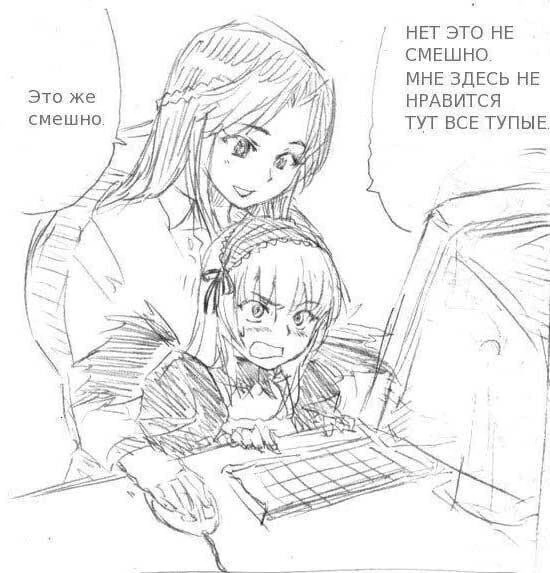 Это же
смешно.
НЕТ ЭТО НЕ
СМЕШНО.
МНЕ ЗДЕСЬ НЕ
НРАВИТСЯ
ТУТ ВСЕ ТУПЫЕ.